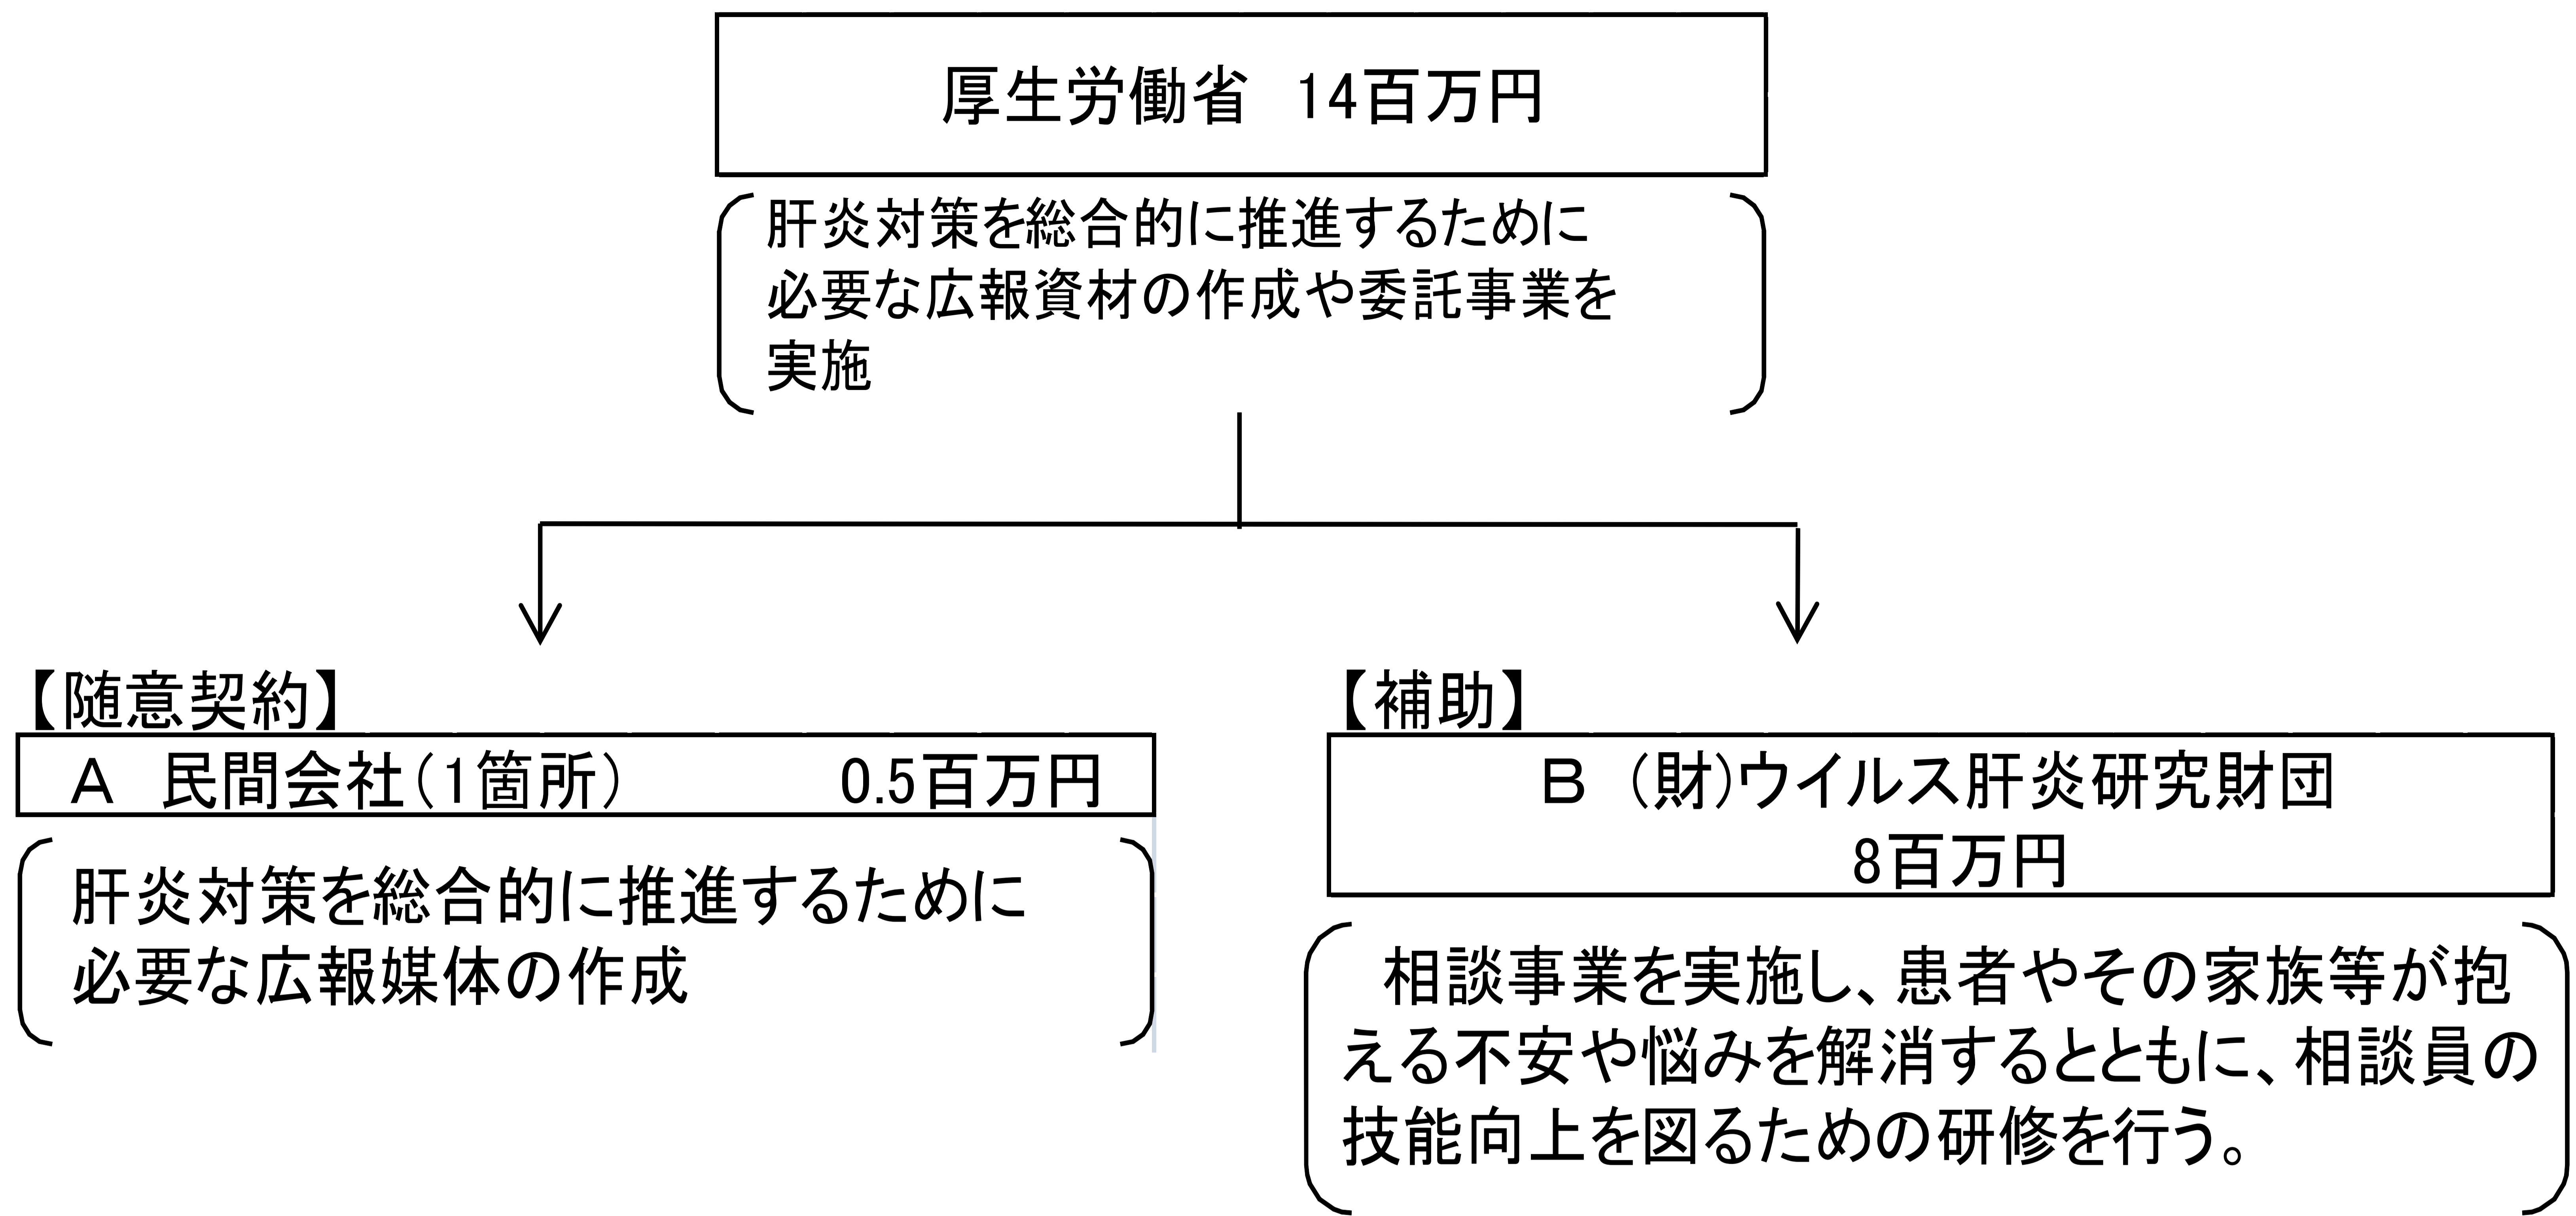 厚生労働省　14百万円
肝炎対策を総合的に推進するために
必要な広報資材の作成や委託事業を
実施
【随意契約】
A　民間会社（1箇所）　　　0.5百万円
肝炎対策を総合的に推進するために
必要な広報媒体の作成
【補助】
B　（財）ウイルス肝炎研究財団
8百万円
相談事業を実施し、患者やその家族等が抱
える不安や悩みを解消するとともに、相談員の
技能向上を図るための研修を行う。